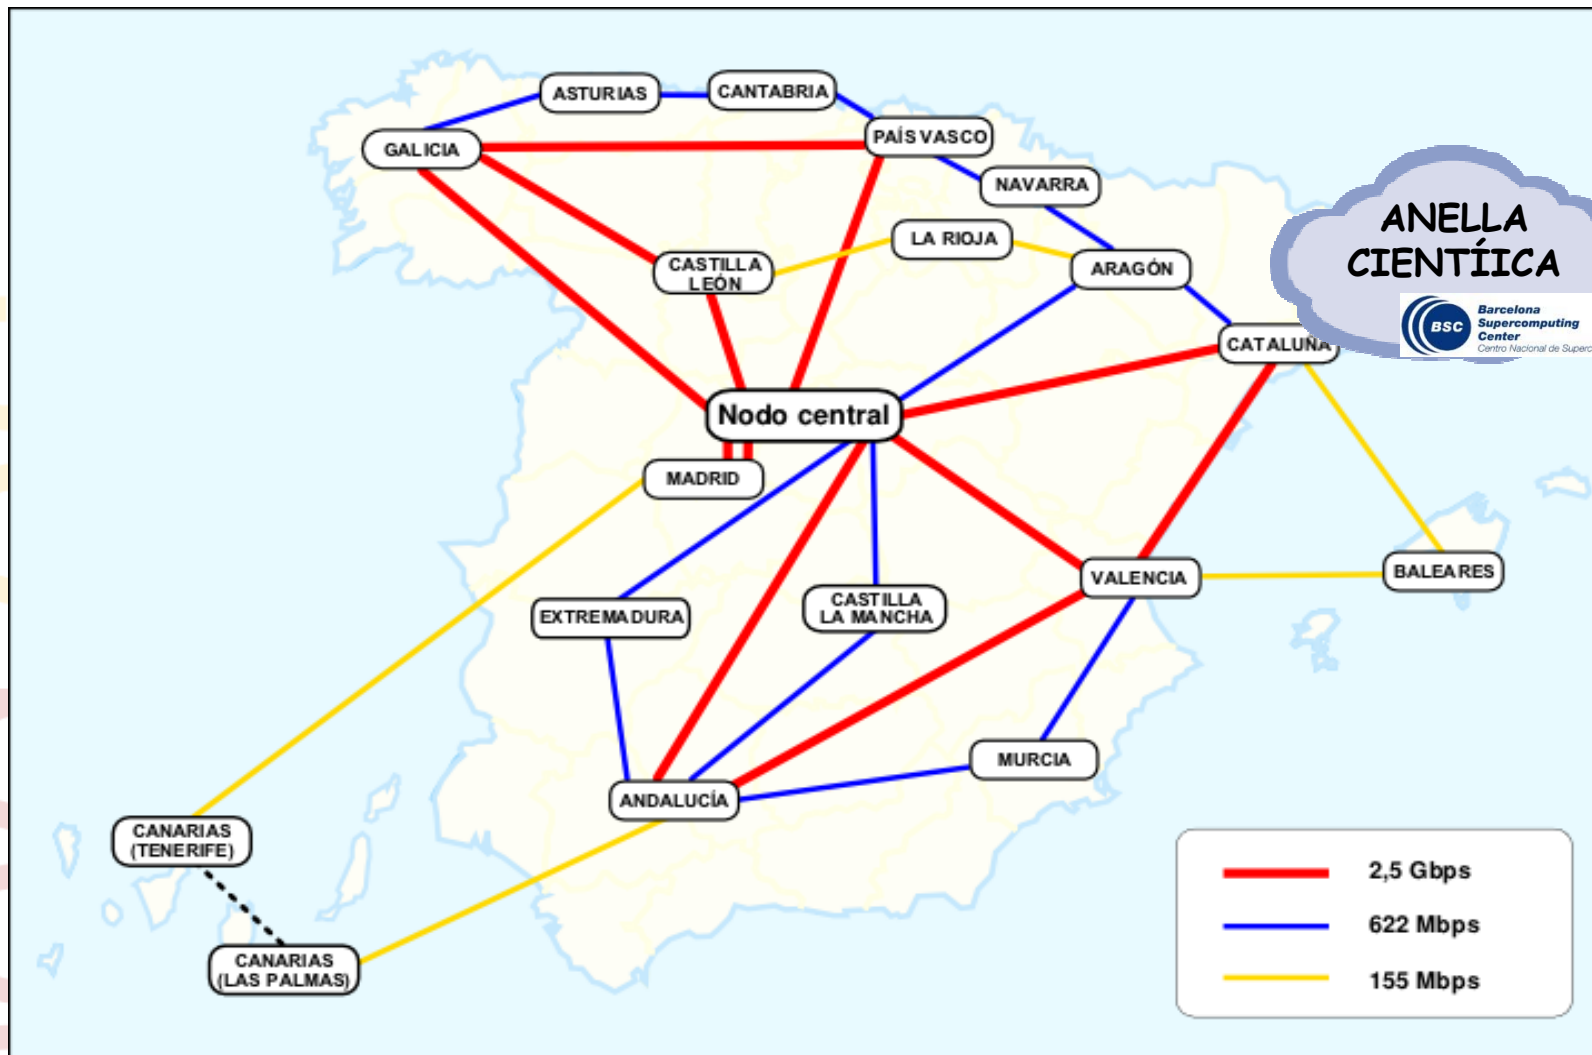 ASTURIAS
CANTABRIA
GALICIA
PAÍS VASCO
NAVARRA
LA RIOJA
CASTILLA
LEÓN
ARAGÓN
ANELLA
CIENTÍICA
BSC
Barcelona
Supercomputing
Center
Centro Nacional de Superc
CATALUÑA
Nodo central
MADRID
VALENCIA
BALEARES
EXTREMADURA
CASTILLA
LA MANCHA
MURCIA
ANDALUCÍA
CANARIAS
(TENERIFE)
CANARIAS
(LAS PALMAS)
2,5 Gbps
622 Mbps
155 Mbps